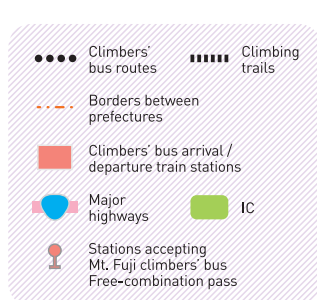 Climbers'
bus routes
Climbing
trails
Borders between
prefectures
Climbers' bus arrival /
departure train stations
Major
highways
IC
Stations accepting
Mt. Fuji climbers' bus
Free-combination pass